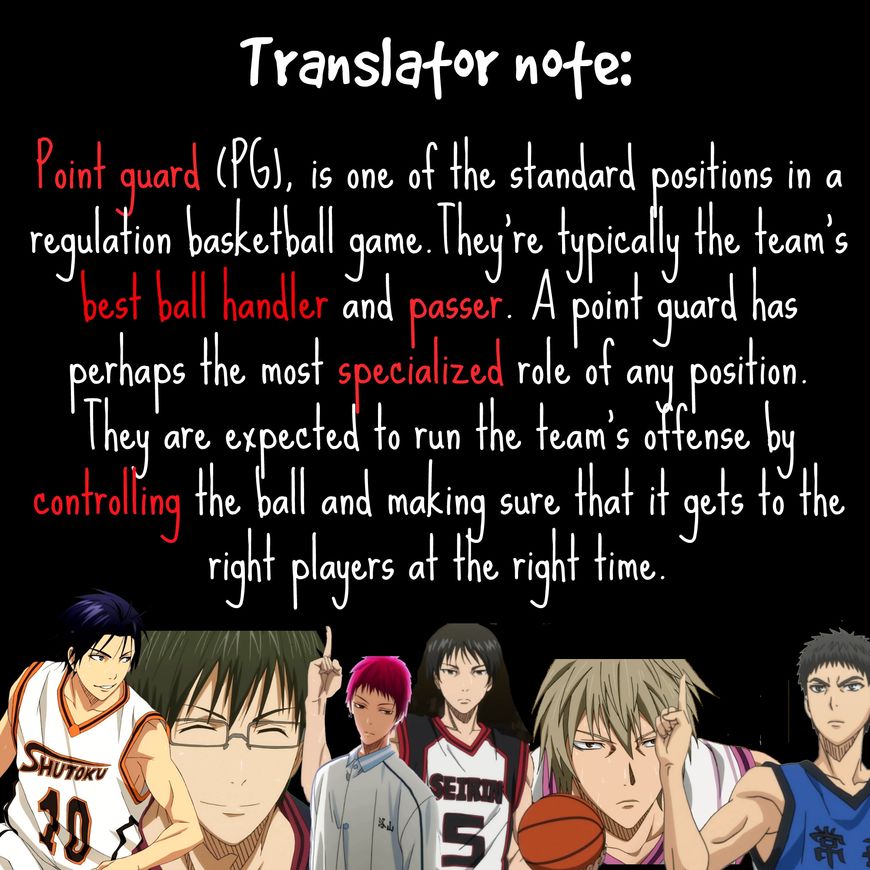 Translator note:
Point guard (PG), is one of the standard positions in a
regulation basketball game. They're typically the team's
best ball handler and passer. A point guard has
perhaps the most specialized role of any position.
They are expected to run the team's offense by
controlling the ball and making sure that it gets to the
right players at the right time.
SHUTOKU
10
SEIRIN
5